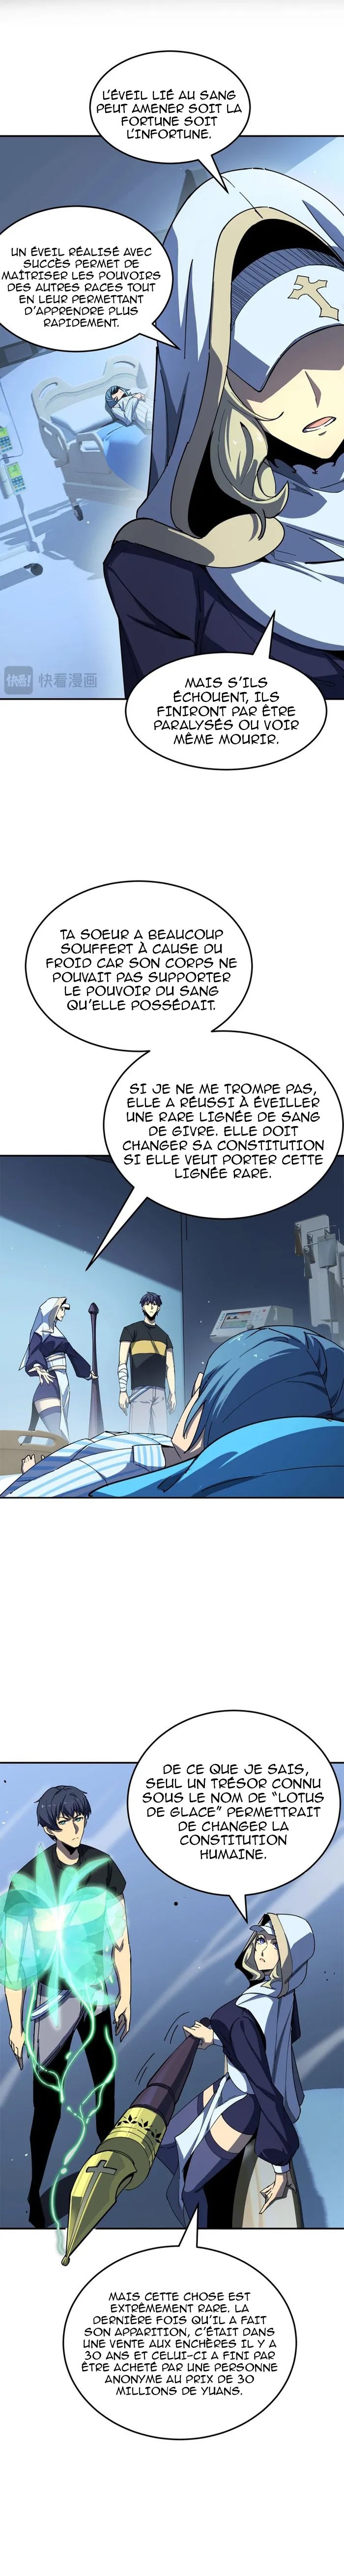 L'ÉVEIL LIÉ AU SANG
PEUT AMENER SOIT LA
FORTUNE SOIT
L'INFORTUNE.
UN ÉVEIL RÉALISÉ AVEC
SUCCÈS PERMET DE
MAÎTRISER LES POUVOIRS
DES AUTRES RACES TOUT
EN LEUR PERMETTANT
D'APPRENDRE PLUS
RAPIDEMENT.
快看!
快看漫画
MAIS S'ILS
ÉCHOUENT, ILS
FINIRONT PAR ÊTRE
PARALYSÉS OU VOIR
MÊME MOURIR.
TA SOEUR A BEAUCOUP
SOUFFERT À CAUSE DU
FROID CAR SON CORPS NE
POUVAIT PAS SUPPORTER
LE POUVOIR DU SANG
QU'ELLE POSSÉDAIT.
SI JE NE ME TROMPE PAS,
ELLE A RÉUSSI À ÉVEILLER
UNE RARE LIGNÉE DE SANG
DE GIVRE. ELLE DOIT
CHANGER SA CONSTITUTION
SI ELLE VEUT PORTER CETTE
LIGNÉE RARE.
DE CE QUE JE SAIS,
SEUL UN TRÉSOR CONNU
SOUS LE NOM DE "LOTUS
DE GLACE" PERMETTRAIT
DE CHANGER LA
CONSTITUTION
HUMAINE.
MAIS CETTE CHOSE EST
EXTRÊMEMENT RARE. LA
DERNIÈRE FOIS QU'IL A FAIT
SON APPARITION, C'ÉTAIT DANS
UNE VENTE AUX ENCHÈRES IL Y A
30 ANS ET CELUI-CI A FINI PAR
ÊTRE ACHETÉ PAR UNE PERSONNE
ANONYME AU PRIX DE 30
MILLIONS DE YUANS.